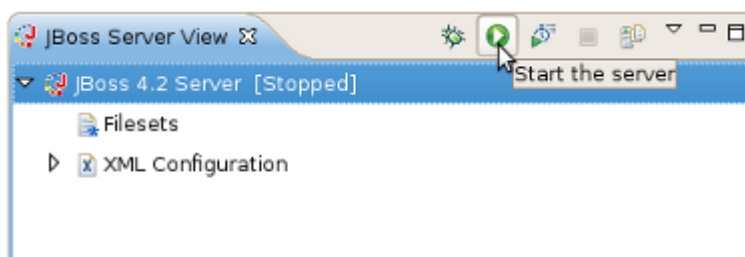 JBoss Server View
Start the server
JBoss 4.2 Server [Stopped]
Filesets
XML Configuration